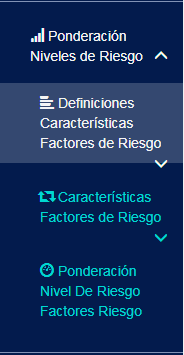 Ponderación
Niveles de Riesgo
Definiciones
Características
Factores de Riesgo
Características
Factores de Riesgo
Ponderación
Nivel De Riesgo
Factores Riesgo